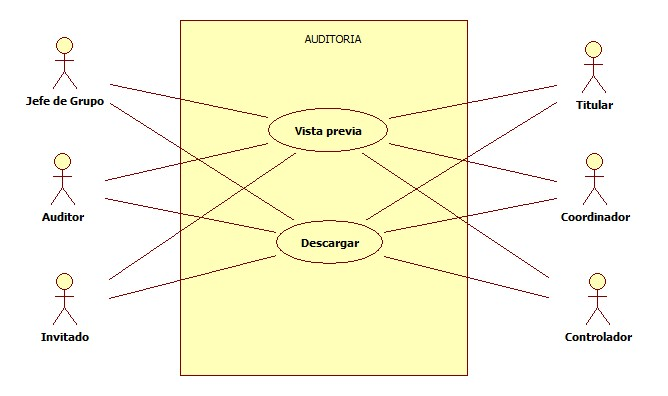 AUDITORIA
Jefe de Grupo
Titular
Vista previa
Auditor
Coordinador
Descargar
Invitado
Controlador